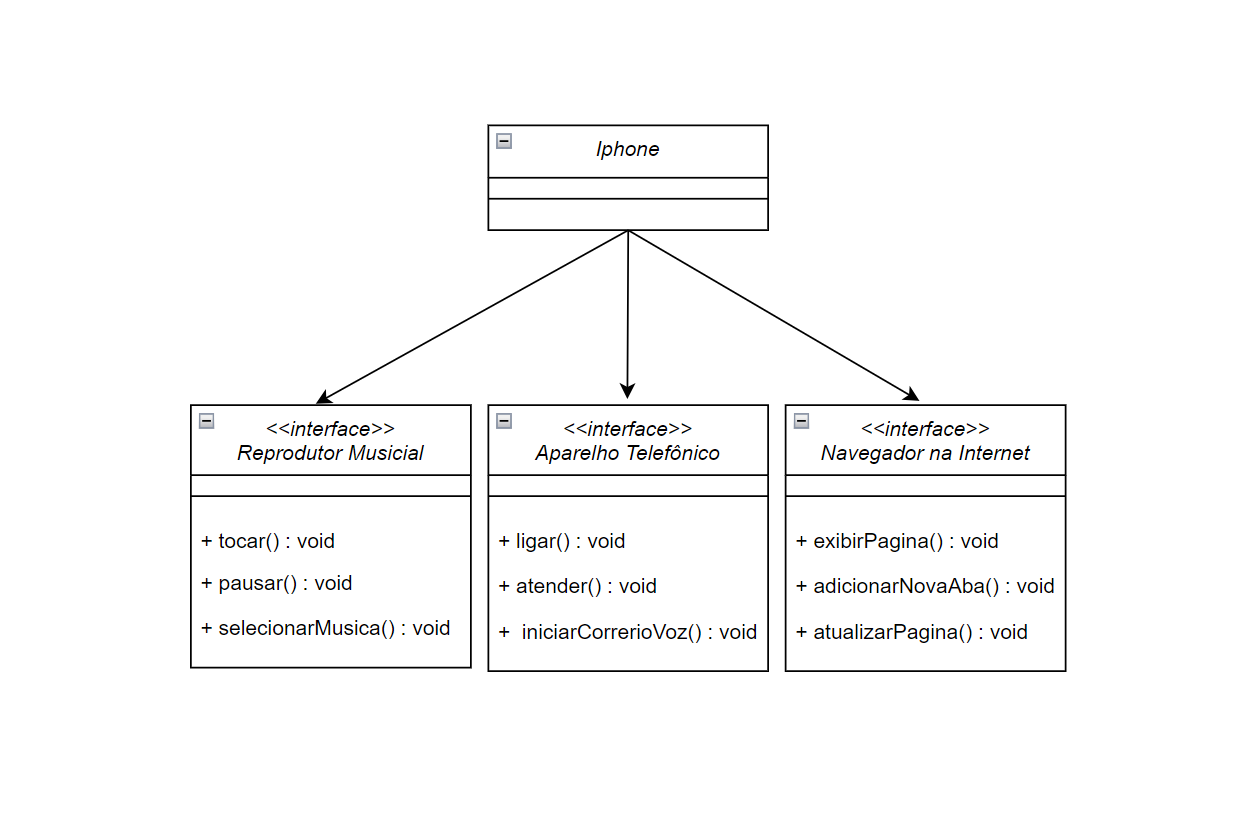 Iphone
<<interface>>
Reprodutor Musicial
+ tocar() : void
+ pausar() : void
+ selecionarMusica() : void
<<interface>>
Aparelho Telefônico
+ ligar() : void
+ atender() : void
+ iniciarCorrerioVoz() : void
<<interface>>
Navegador na Internet
+ exibirPagina() : void
+ adicionarNovaAba() : void
+ atualizarPagina() : void